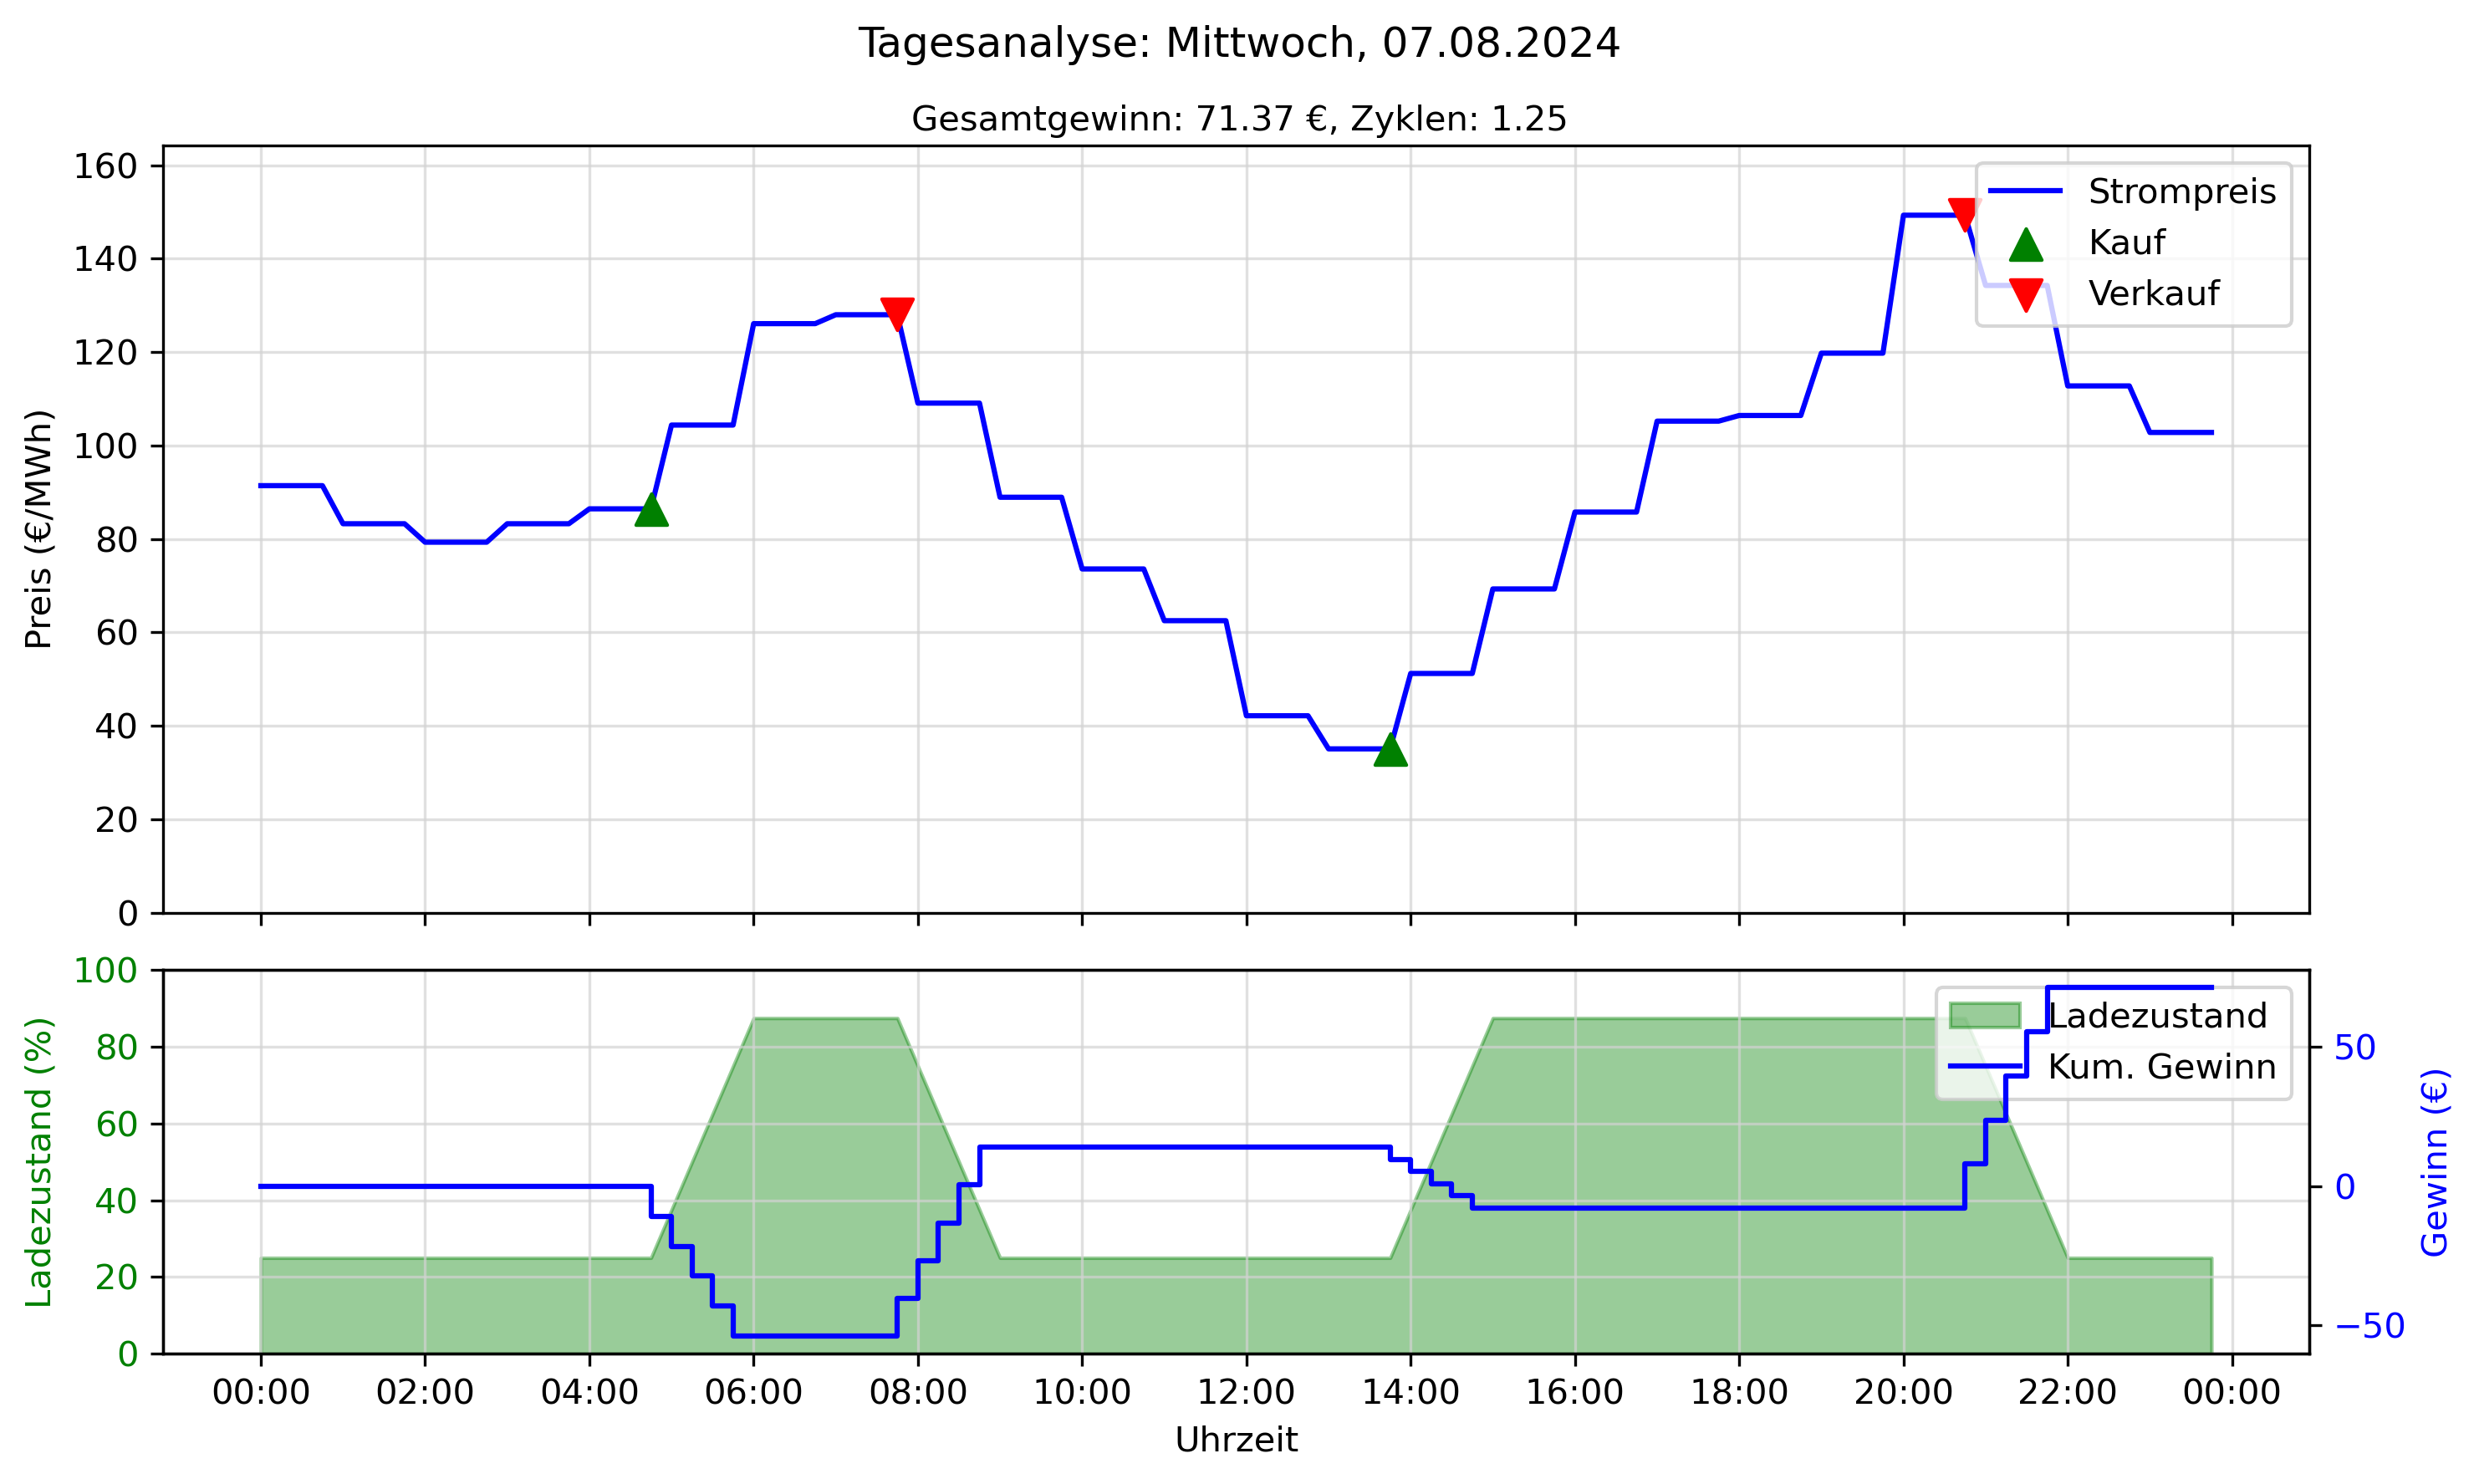 Tagesanalyse: Mittwoch, 07.08.2024
Gesamtgewinn: 71.37 €, Zyklen: 1.25
Preis (€/MWh)
160
140
120
100
80
60
40
20
0
Strompreis
Kauf
Verkauf
Ladezustand (%)
100
80
60
40
20
0
Ladezustand
Kum. Gewinn
50
0
−50
Gewinn (€)
00:00 02:00 04:00 06:00 08:00 10:00 12:00 14:00 16:00 18:00 20:00 22:00 00:00
Uhrzeit